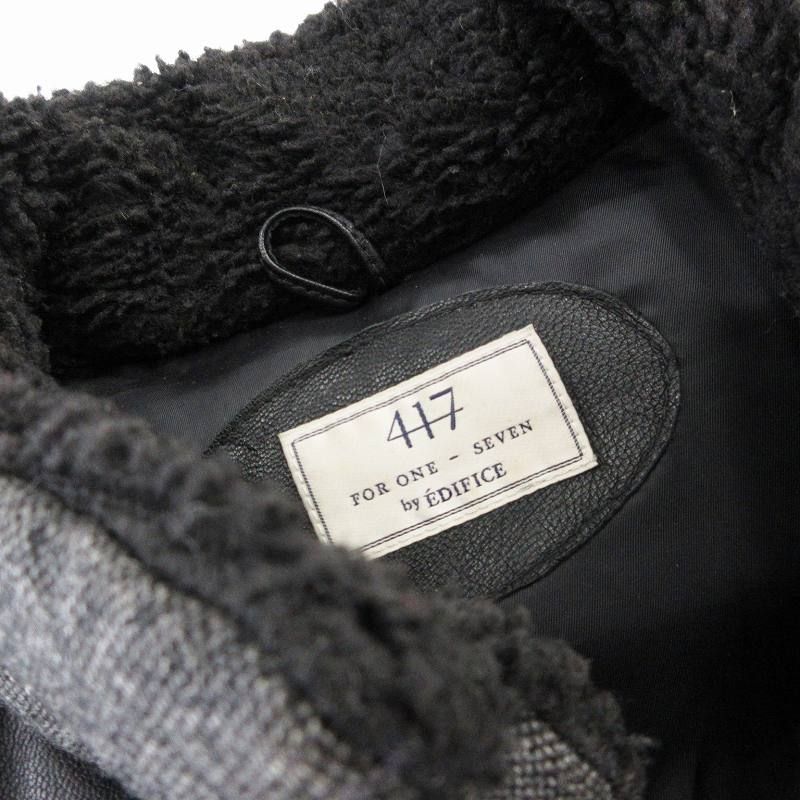 417
FOR ONE - SEVEN
by ÉDIFICE